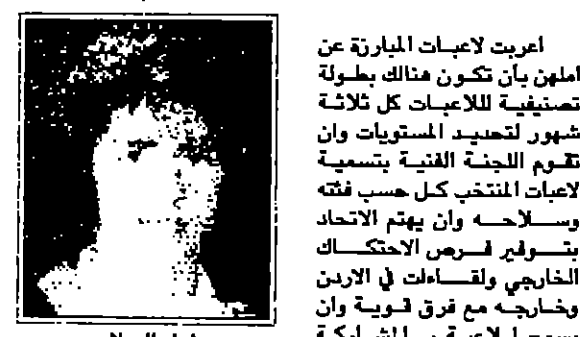 اعربت لاعبات المبارزة عن
املهن بأن تكون هنالك بطولة
تصنيفية لللاعبات كل ثلاثة
شهور لتحديد المستويات وان
تقوم اللجنة الفنية بتسمية
لاعبات المنتخب كل حسب فئته
وسلاحه وان يهتم الاتحاد
بتوفير فرص الاحتكاك
الخارجي ولقاءات في الاردن
وخارجه مع فرق قوية وان